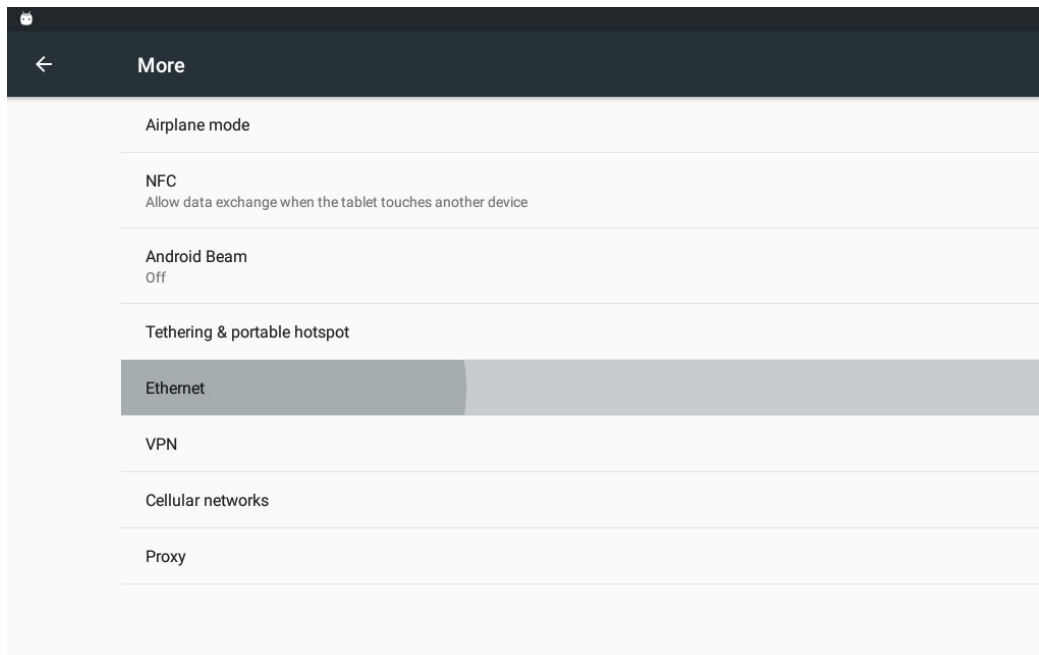 More
Airplane mode
NFC
Allow data exchange when the tablet touches another device
Android Beam
Off
Tethering & portable hotspot
Ethernet
VPN
Cellular networks
Proxy